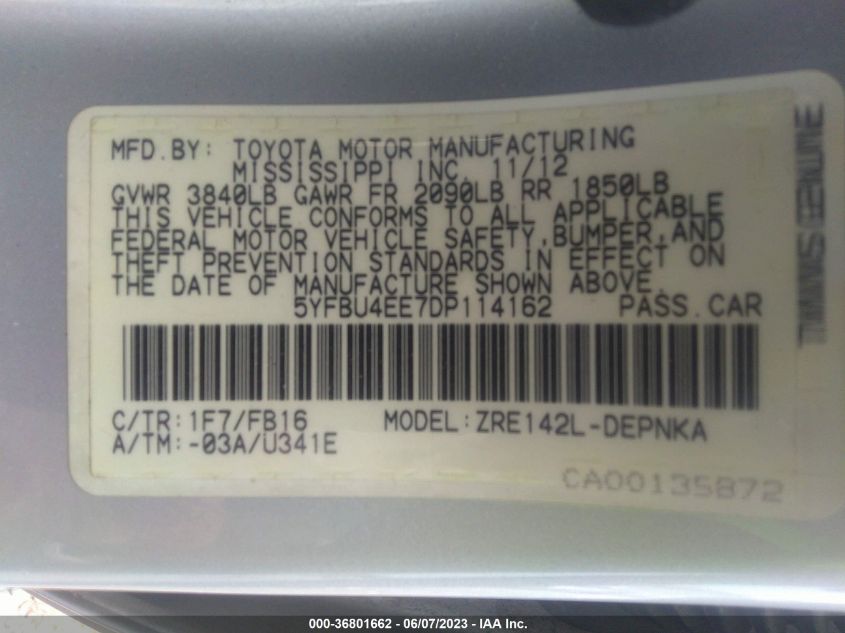 MFD.BY: TOYOTA MOTOR MANUFACTURING
MISSISSIPPI INC. 11/12
GVWR 3840LB GAWR FR 2090LB RR 1850LB
THIS VEHICLE CONFORMS TO ALL APPLICABLE
FEDERAL MOTOR VEHICLE SAFETY,BUMPER,AND
THEFT PREVENTION STANDARDS IN EFFECT ON
THE DATE OF MANUFACTURE SHOWN ABOVE.
5YFBU4EE7DP114162 PASS.CAR
C/TR:1F7/FB16 MODEL:ZRE142L-DEPNKA
A/TM:-03A/U341E
CA00135872
000-36801662 - 06/07/2023 - IAA Inc.